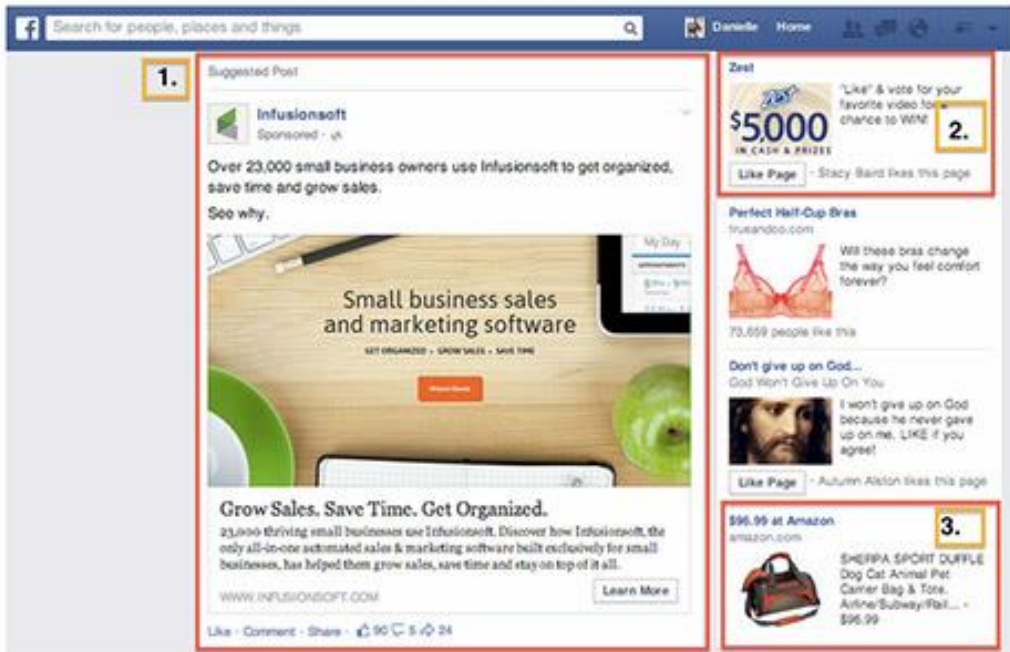 Search for people, places and things
Danielle Home
1.
Suggested Post
Infusionsoft
Sponsored ·
Over 23,000 small business owners use Infusionsoft to get organized,
save time and grow sales.
See why.
My Day
APPOINTMENTS
Small business sales
and marketing software
GET ORGANIZED • GROW SALES • SAVE TIME
Grow Sales. Save Time. Get Organized.
23,000 thriving small businesses use Infusionsoft. Discover how Infusionsoft, the
only all-in-one automated sales & marketing software built exclusively for small
businesses, has helped them grow sales, save time and stay on top of it all.
WWW.INFUSIONSOFT.COM
Learn More
Like · Comment · Share · 90 5 24
Zest
Zest
$5,000
IN CASH & PRIZES
"Like" & vote for your
favorite video for a
chance to WIN!
2.
Like Page · Stacy Baird likes this page
Perfect Half-Cup Bras
trueandco.com
Will these bras change
the way you feel comfort
forever?
73,659 people like this
Don't give up on God...
God Won't Give Up On You
I won't give up on God
because he never gave
up on me. LIKE if you
agree!
Like Page · Autumn Alston likes this page
$96.99 at Amazon
amazon.com
3.
SHERPA SPORT DUFFLE
Dog Cat Animal Pet
Carrier Bag & Tote.
Airline/Subway/Rail... -
$96.99